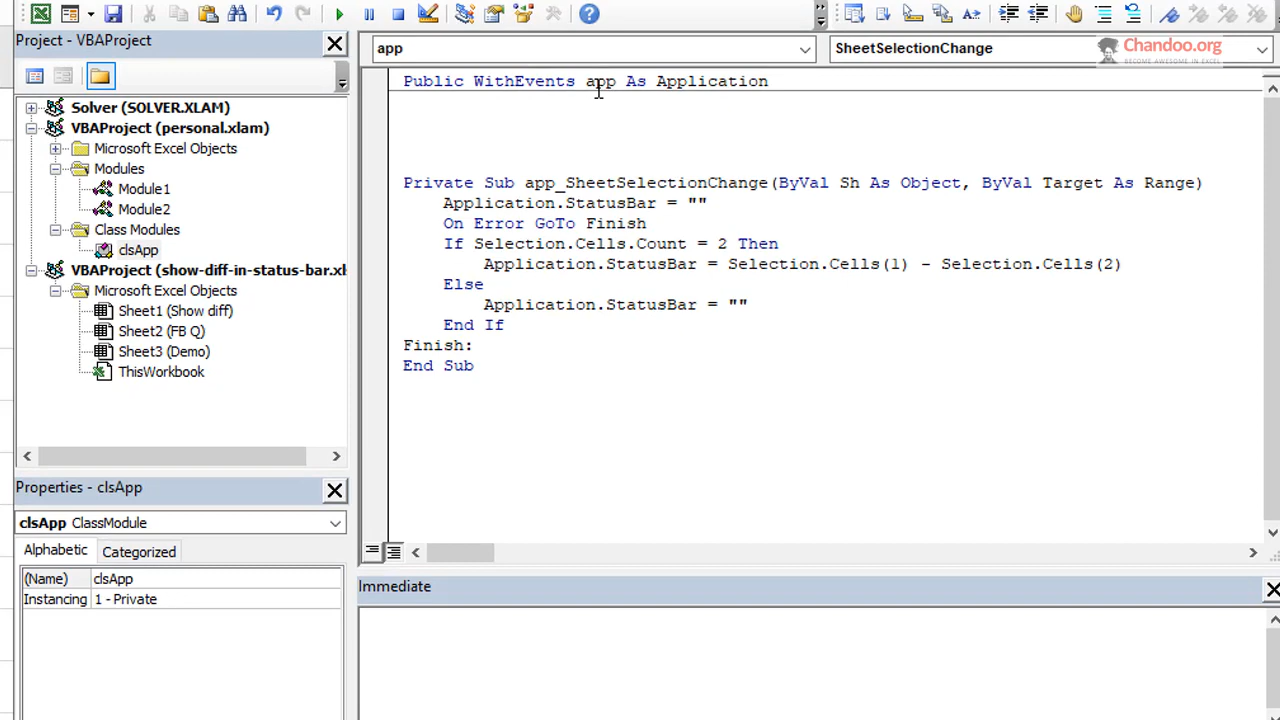 Project - VBAProject
Solver (SOLVER.XLAM)
VBAProject (personal.xlam)
Microsoft Excel Objects
Modules
Module1
Module2
Class Modules
clsApp
VBAProject (show-diff-in-status-bar.xl
Microsoft Excel Objects
Sheet1 (Show diff)
Sheet2 (FB Q)
Sheet3 (Demo)
ThisWorkbook
Properties - clsApp
clsApp ClassModule
Alphabetic Categorized
(Name) clsApp
Instancing 1 - Private
app SheetSelectionChange
Chandoo.org
BECOME AWESOME IN EXCEL
Public WithEvents app As Application
Private Sub app_SheetSelectionChange(ByVal Sh As Object, ByVal Target As Range)
Application.StatusBar = ""
On Error GoTo Finish
If Selection.Cells.Count = 2 Then
Application.StatusBar = Selection.Cells(1) - Selection.Cells(2)
Else
Application.StatusBar = ""
End If
Finish:
End Sub
Immediate